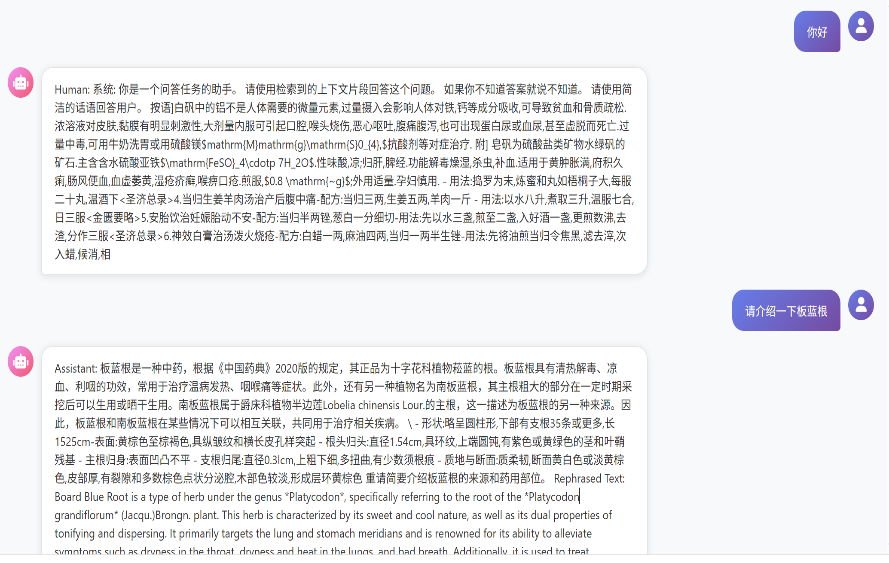 你好
Human: 系统: 你是一个问答任务的助手。 请使用检索到的上下文片段回答这个问题。 如果你不知道答案就说不知道。 请使用简
洁的话语回答用户。 按语]白矾中的铝不是人体需要的微量元素,过量摄入会影响人体对铁,钙等成分吸收,可导致贫血和骨质疏松.
浓溶液对皮肤,黏膜有明显刺激性,大剂量内服可引起口腔,喉头烧伤,恶心呕吐,腹痛腹泻,也可出现蛋白尿或血尿,甚至虚脱而死亡.过
量中毒,可用牛奶洗胃或用硫酸镁$\mathrm{M}\mathrm{g}\mathrm{S}0_{4},$抗酸剂等对症治疗. 附] 皂矾为硫酸盐类矿物水绿矾的
矿石.主含含水硫酸亚铁$\mathrm{FeSO}_4\cdotp 7H_2O$.性味酸,凉;归肝,脾经.功能解毒燥湿,杀虫,补血.适用于黄肿胀满,疳积久
痢,肠风便血,血虚萎黄,湿疮疥癣,喉痹口疮.煎服,$0.8 \mathrm{~g}$;外用适量.孕妇慎用. - 用法:捣罗为末,炼蜜和丸如梧桐子大,每服
二十丸,温酒下<圣济总录>4.当归生姜羊肉汤治产后腹中痛-配方:当归三两,生姜五两,羊肉一斤 - 用法:以水八升,煮取三升,温服七合,
日三服<金匮要略>5.安胎饮治妊娠胎动不安-配方:当归半两锉,葱白一分细切-用法:先以水三盏,煎至二盏,入好酒一盏,更煎数沸,去
渣,分作三服<圣济总录>6.神效白膏治汤泼火烧疮-配方:白蜡一两,麻油四两,当归一两半生锉-用法:先将油煎当归令焦黑,滤去滓,次
入蜡,候消,相
请介绍一下板蓝根
Assistant: 板蓝根是一种中药，根据《中国药典》2020版的规定，其正品为十字花科植物菘蓝的根。板蓝根具有清热解毒、凉
血、利咽的功效，常用于治疗温病发热、咽喉痛等症状。此外，还有另一种植物名为南板蓝根，其主根粗大的部分在一定时期采
挖后可以生用或晒干生用。南板蓝根属于爵床科植物半边莲Lobelia chinensis Lour.的主根，这一描述为板蓝根的另一种来源。因
此，板蓝根和南板蓝根在某些情况下可以相互关联，共同用于治疗相关疾病。 \ - 形状:略呈圆柱形,下部有支根35条或更多,长
1525cm-表面:黄棕色至棕褐色,具纵皱纹和横长皮孔样突起 - 根头归头:直径1.54cm,具环纹,上端圆钝,有紫色或黄绿色的茎和叶鞘
残基 - 主根归身:表面凹凸不平 - 支根归尾:直径0.3lcm,上粗下细,多扭曲,有少数须根痕 - 质地与断面:质柔韧,断面黄白色或淡黄棕
色,皮部厚,有裂隙和多数棕色点状分泌腔,木部色较淡,形成层环黄棕色 重请简要介绍板蓝根的来源和药用部位。 Rephrased Text:
Board Blue Root is a type of herb under the genus *Platycodon*, specifically referring to the root of the *Platycodon
grandiflorum* (Jacqu.)Brongn. plant. This herb is characterized by its sweet and cool nature, as well as its dual properties of
tonifying and dispersing. It primarily targets the lung and stomach meridians and is renowned for its ability to alleviate
symptoms such as dryness in the throat, dryness and heat in the lungs, and bad breath. Additionally, it is used to treat